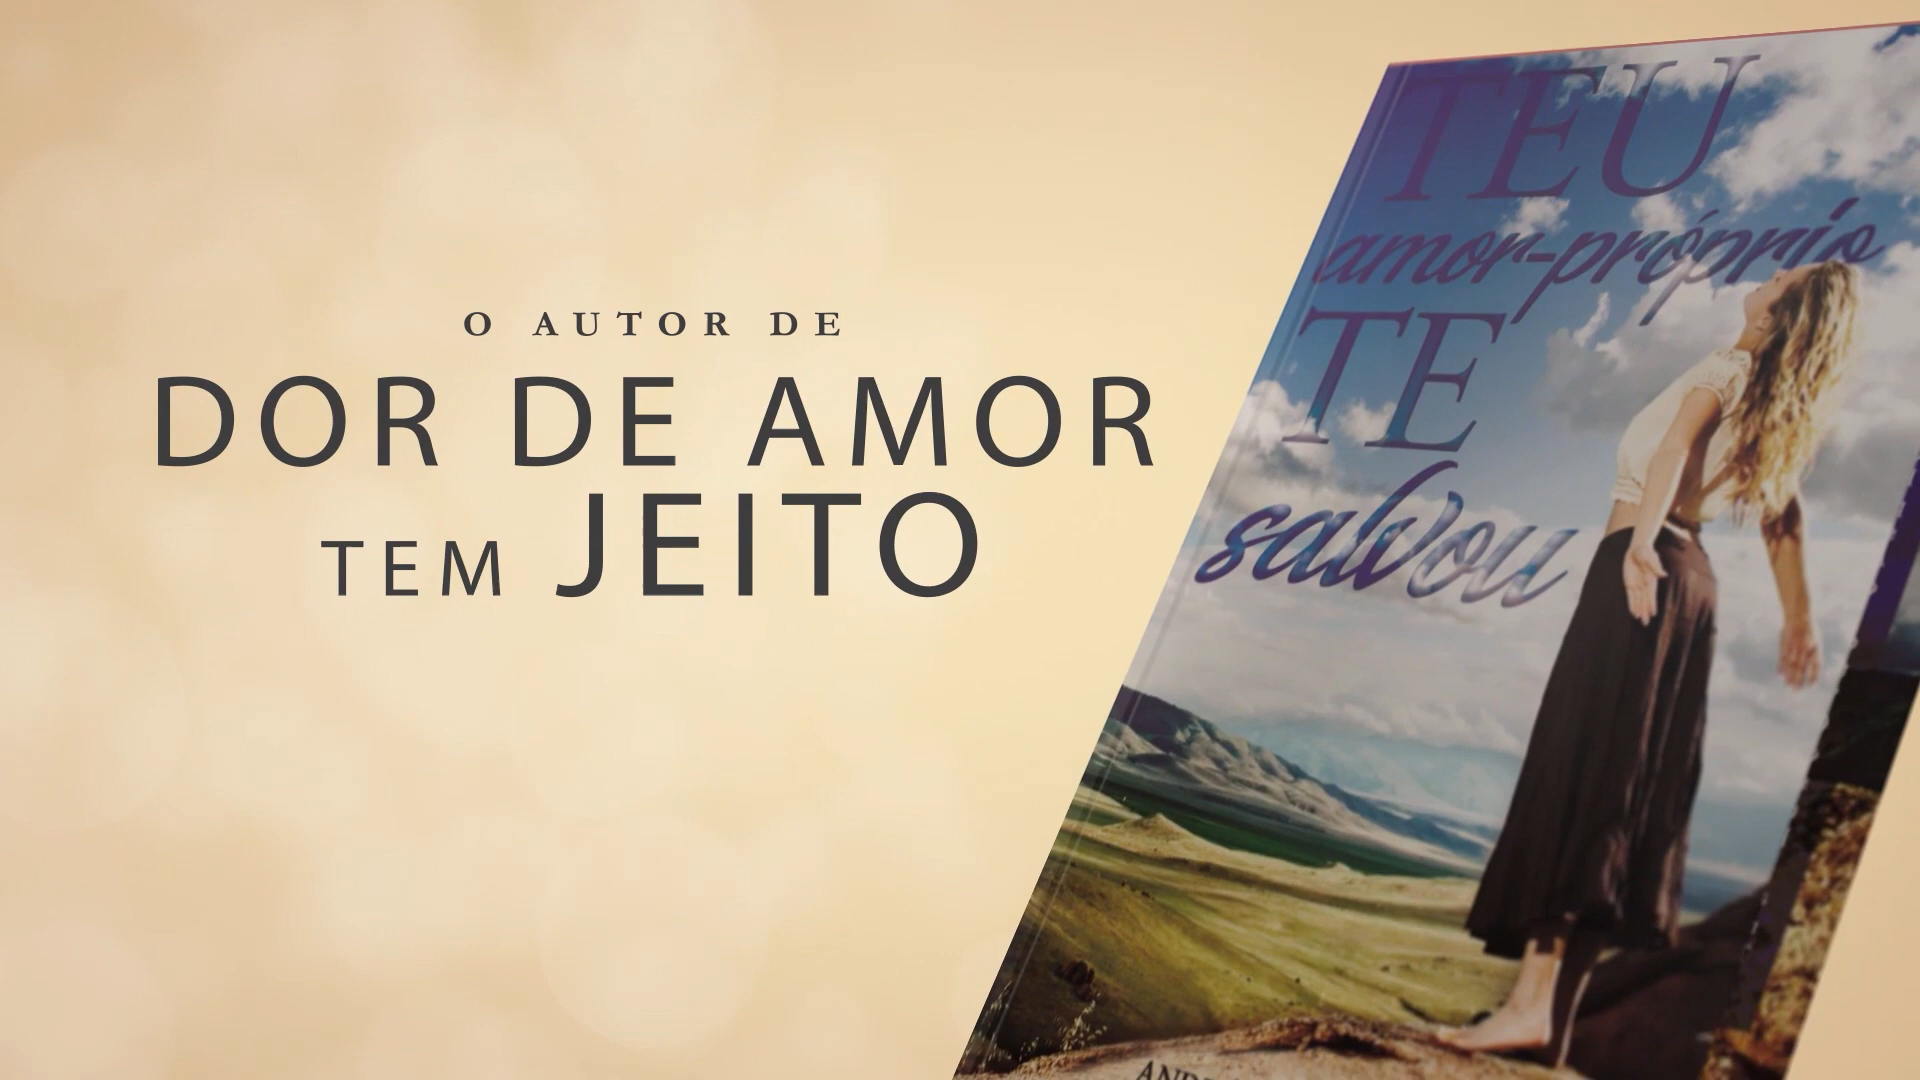 O AUTOR DE
DOR DE AMOR
TEM JEITO
TEU
amor-próprio
TE
salvou